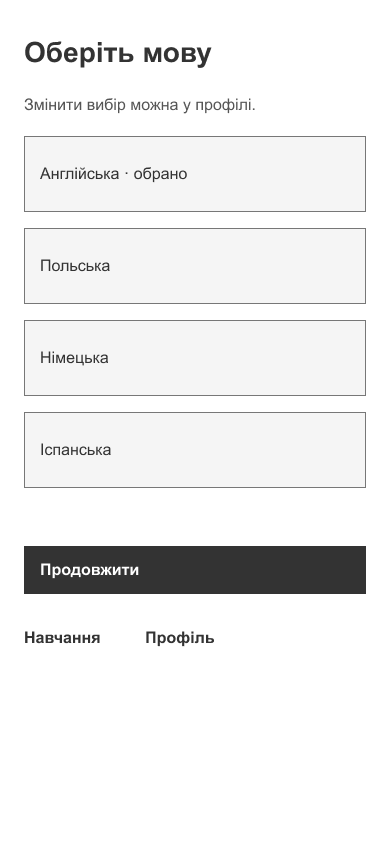 Оберіть мову
Змінити вибір можна у профілі.
Англійська · обрано
Польська
Німецька
Іспанська
Продовжити
Навчання Профіль